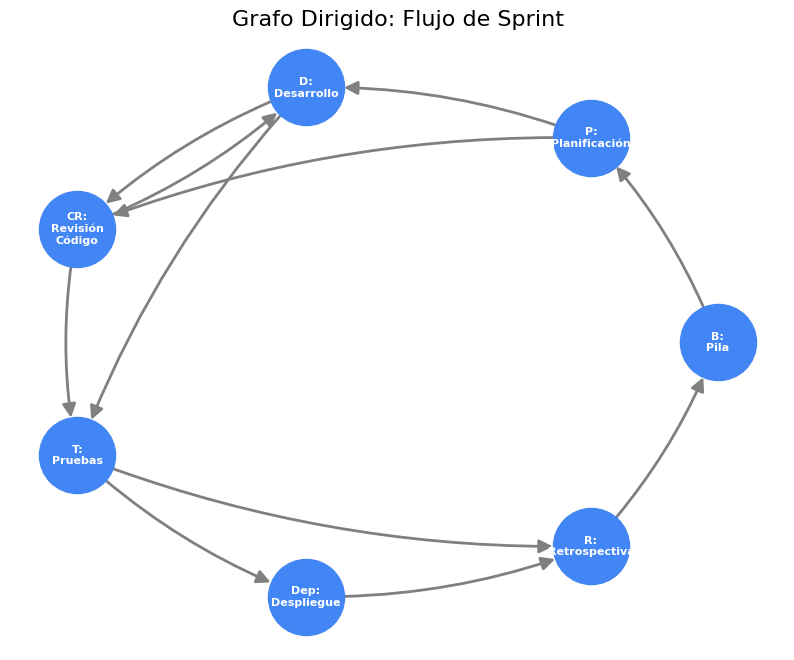 Grafo Dirigido: Flujo de Sprint
D:
Desarrollo
P:
Planificación
CR:
Revisión
Código
B:
Pila
T:
Pruebas
R:
Retrospectiva
Dep:
Despliegue